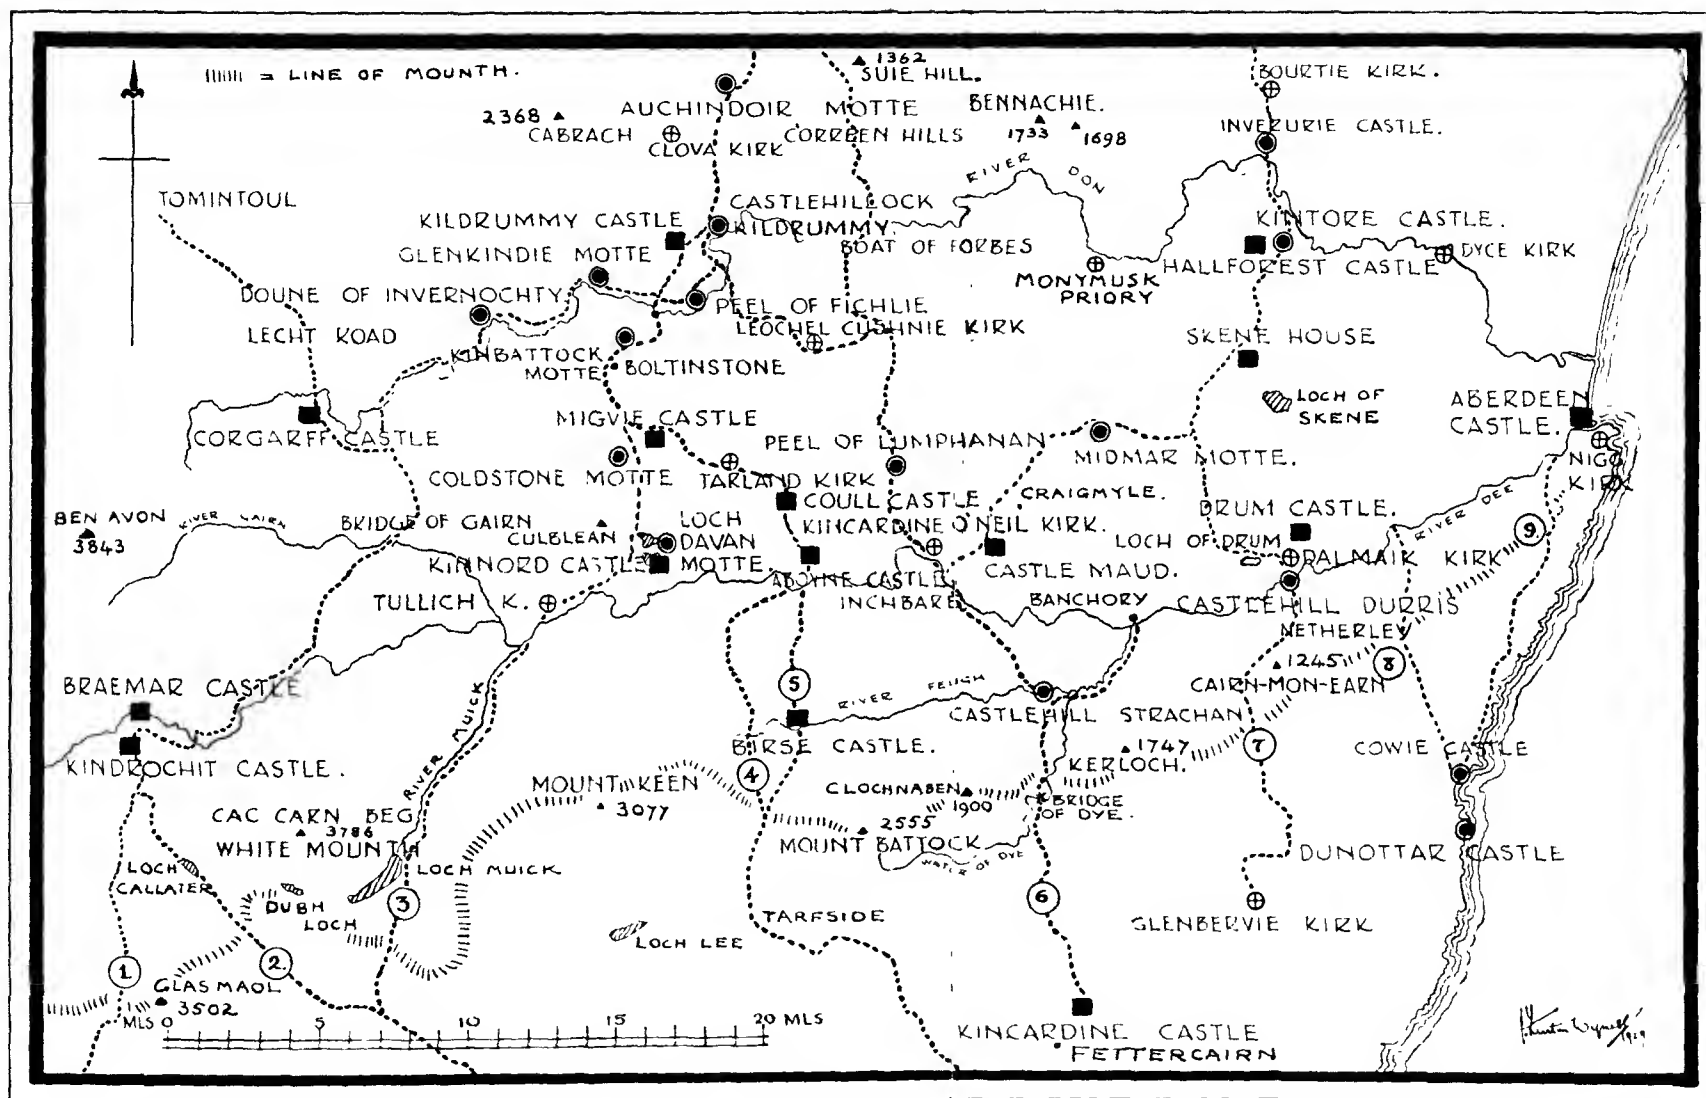 = LINE OF MOUNTH.
1362
SUIE HILL.
BOURTIE KIRK.
2368
CABRACH
AUCHINDOIR MOTTE
CLOVA KIRK
CORREEN HILLS
BENNACHIE.
1733
1698
INVERURIE CASTLE.
RIVER DON
TOMINTOUL
KILDRUMMY CASTLE
CASTLEHILLOCK
KILDRUMMY.
BOAT OF FORBES
KINTORE CASTLE.
DYCE KIRK
GLENKINDIE MOTTE
HALLFOREST CASTLE
MONYMUSK
PRIORY
DOUNE OF INVERNOCHTY
PEEL OF FICHLIE
LEOCHEL CUSHNIE KIRK
LECHT ROAD
SKENE HOUSE
KINBATTOCK
MOTTE
BOLTINSTONE
LOCH OF
SKENE
ABERDEEN
CASTLE.
CORGARFF CASTLE
MIGVIE CASTLE
PEEL OF LUMPHANAN
MIDMAR MOTTE.
NIGG
KIRK
COLDSTONE MOTTE
TARLAND KIRK
COULL CASTLE
CRAIGMYLE.
BEN AVON
3843
RIVER GAIRN
BRIDGE OF GAIRN
CULBLEAN
LOCH
DAVAN
MOTTE
KINCARDINE O'NEIL KIRK.
DRUM CASTLE.
RIVER DEE
9
LOCH OF DRUM
DALMAIK KIRK
KINNORD CASTLE
ABOYNE CASTLE
CASTLE MAUD.
TULLICH K.
INCHBARE
BANCHORY
CASTLEHILL DURRIS
NETHERLEY
1245
8
CAIRN-MON-EARN
BRAEMAR CASTLE
RIVER MUICK
5
RIVER FEUGH
CASTLEHILL STRACHAN
KINDROCHIT CASTLE.
BIRSE CASTLE.
1747
KERLOCH.
7
COWIE CASTLE
MOUNT KEEN
3077
4
CLOCHNABEN
1900
BRIDGE
OF DYE.
CAC CARN BEG
3786
WHITE MOUNTH
2555
MOUNT BATTOCK
WATER OF DYE
DUNOTTAR CASTLE
LOCH
CALLATER
LOCH MUICK
DUBH
LOCH
3
6
TARFSIDE
GLENBERVIE KIRK
LOCH LEE
1
2
GLAS MAOL
3502
MLS 0 5 10 15 20 MLS
KINCARDINE CASTLE
FETTERCAIRN